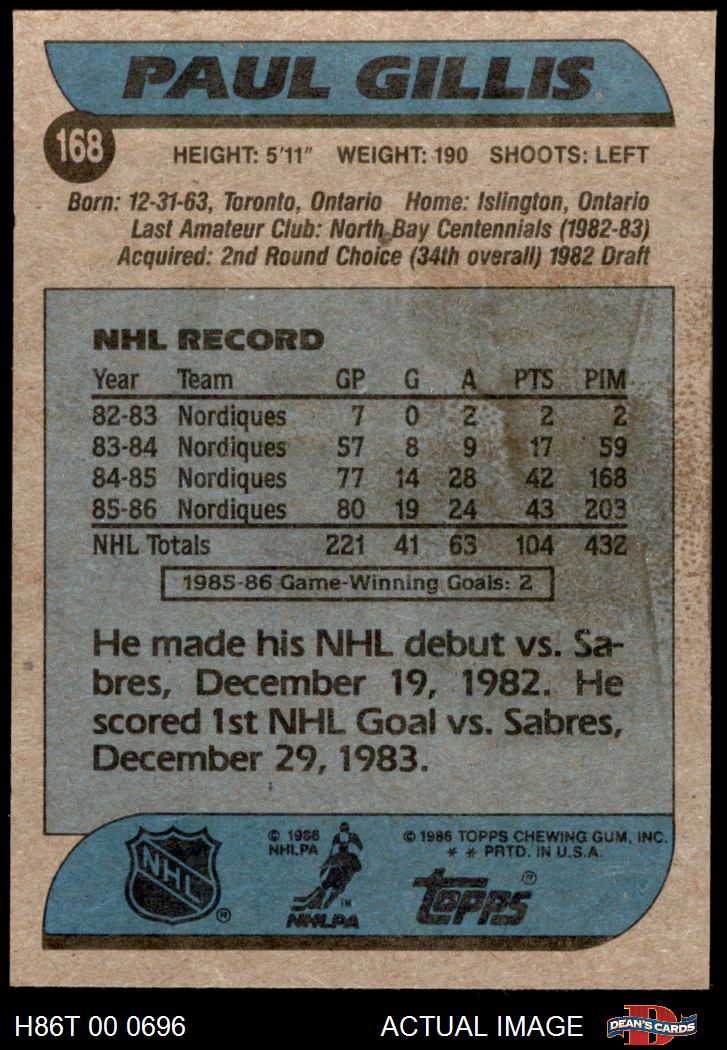 PAUL GILLIS
168
HEIGHT: 5'11" WEIGHT: 190 SHOOTS: LEFT
Born: 12-31-63, Toronto, Ontario Home: Islington, Ontario
Last Amateur Club: North Bay Centennials (1982-83)
Acquired: 2nd Round Choice (34th overall) 1982 Draft
NHL RECORD
Year Team GP G A PTS PIM
82-83 Nordiques 7 0 2 2 2
83-84 Nordiques 57 8 9 17 59
84-85 Nordiques 77 14 28 42 168
85-86 Nordiques 80 19 24 43 203
NHL Totals 221 41 63 104 432
1985-86 Game-Winning Goals: 2
He made his NHL debut vs. Sa-
bres, December 19, 1982. He
scored 1st NHL Goal vs. Sabres,
December 29, 1983.
NHL ®
© 1986
NHLPA
TM
NHLPA
© 1986 TOPPS CHEWING GUM, INC.
* * PRTD. IN U.S.A.
TOPPS ®
H86T 00 0696 ACTUAL IMAGE
D
DEAN'S CARDS